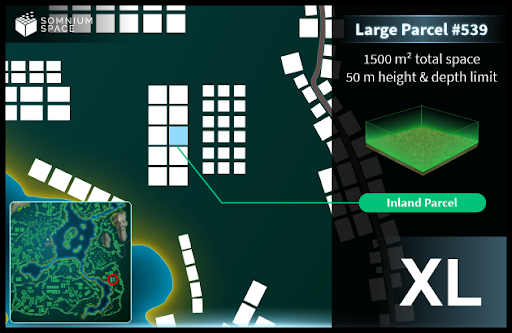 SOMNIUM
SPACE
Large Parcel #539
1500 m² total space
50 m height & depth limit
Inland Parcel
XL